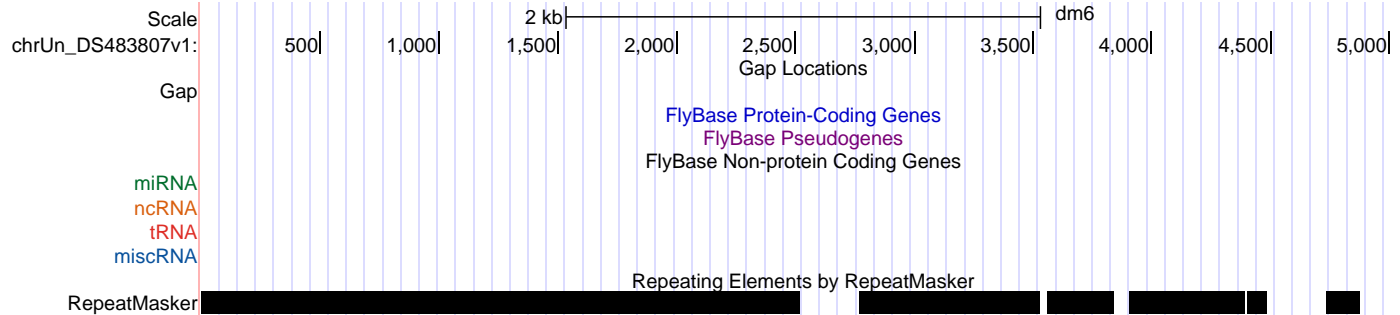 Scale 2 kb dm6
chrUn_DS483807v1: 500 1,000 1,500 2,000 2,500 3,000 3,500 4,000 4,500 5,000
Gap Locations
Gap
FlyBase Protein-Coding Genes
FlyBase Pseudogenes
FlyBase Non-protein Coding Genes
miRNA
ncRNA
tRNA
miscRNA
Repeating Elements by RepeatMasker
RepeatMasker